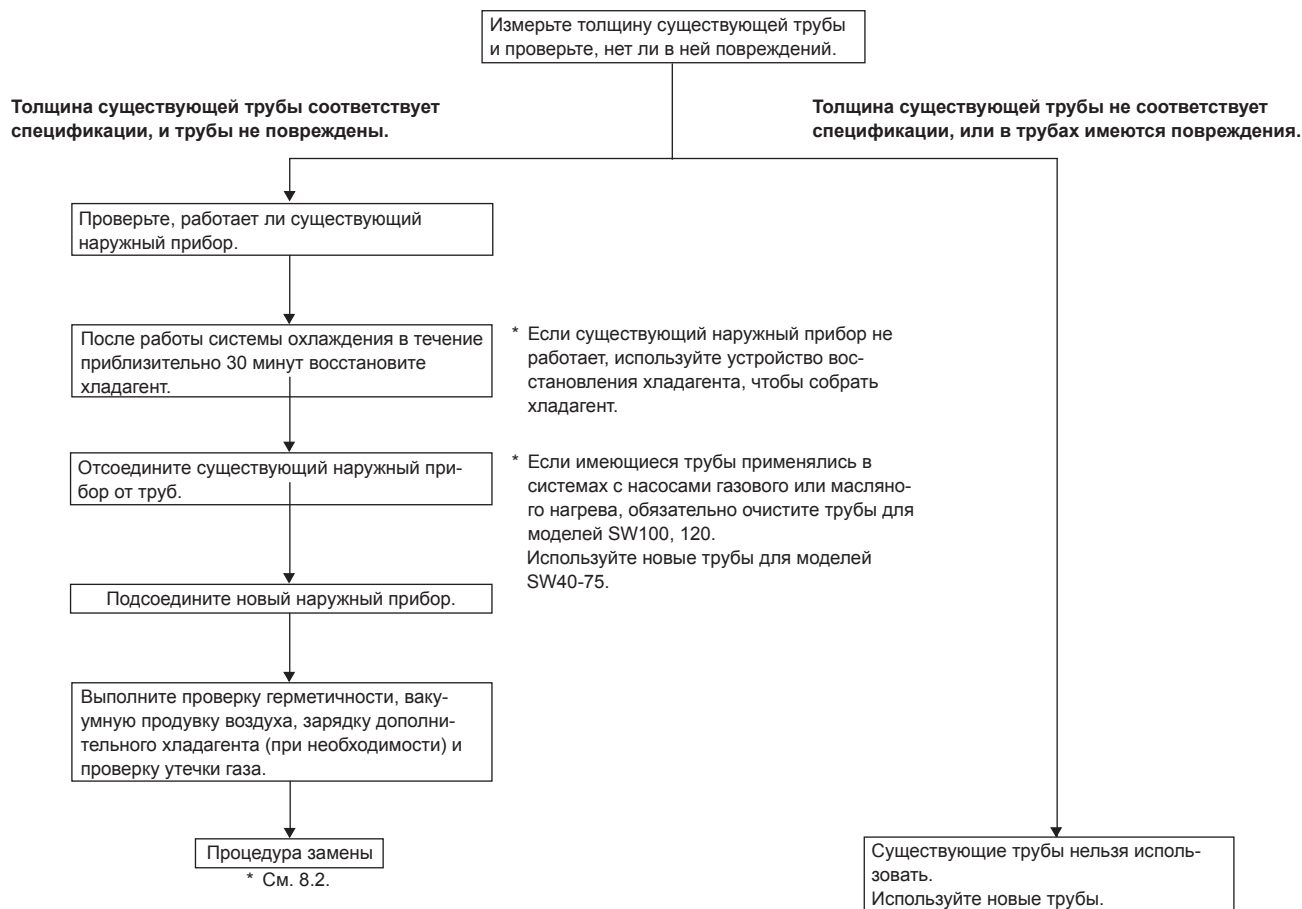 Измерьте толщину существующей трубы
и проверьте, нет ли в ней повреждений.
Толщина существующей трубы соответствует
спецификации, и трубы не повреждены.
Толщина существующей трубы не соответствует
спецификации, или в трубах имеются повреждения.
Проверьте, работает ли существующий
наружный прибор.
После работы системы охлаждения в течение
приблизительно 30 минут восстановите
хладагент.
* Если существующий наружный прибор не
работает, используйте устройство вос-
становления хладагента, чтобы собрать
хладагент.
Отсоедините существующий наружный при-
бор от труб.
* Если имеющиеся трубы применялись в
системах с насосами газового или масляно-
го нагрева, обязательно очистите трубы для
моделей SW100, 120.
Используйте новые трубы для моделей
SW40-75.
Подсоедините новый наружный прибор.
Выполните проверку герметичности, ваку-
умную продувку воздуха, зарядку дополни-
тельного хладагента (при необходимости) и
проверку утечки газа.
Процедура замены
* См. 8.2.
Существующие трубы нельзя исполь-
зовать.
Используйте новые трубы.